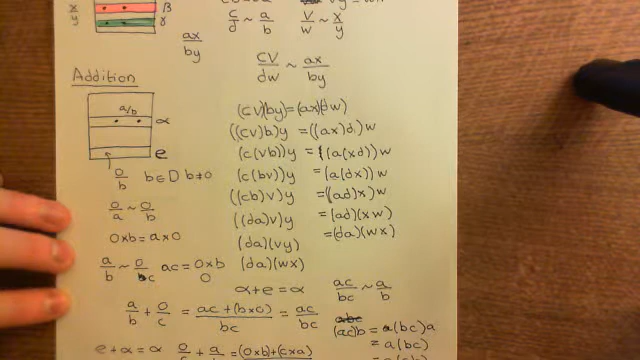 x β
y γ
c/d ~ a/b v/w ~ x/y
ax/by
cv/dw ~ ax/by
Addition
a/b α
e
0/b b∈D b≠0
0/a ~ 0/b
0×b = a×0
(cv)(by) = (ax)(dw)
((cv)b)y = ((ax)d)w
(c(vb))y = (a(xd))w
(c(bv))y = (a(dx))w
((cb)v)y = ((ad)x)w
((da)v)y = (ad)(xw)
(da)(vy) = (da)(wx)
(da)(wx)
a/b ~ 0/bc ac = 0×b
0
α+e=α
ac/bc ~ a/b
a/b + 0/c = ac+(b×0)/bc = ac/bc
(ac)b = (bc)a
= a(bc)
e+α=α 0/b + a/c = (0×b)+(c×a)